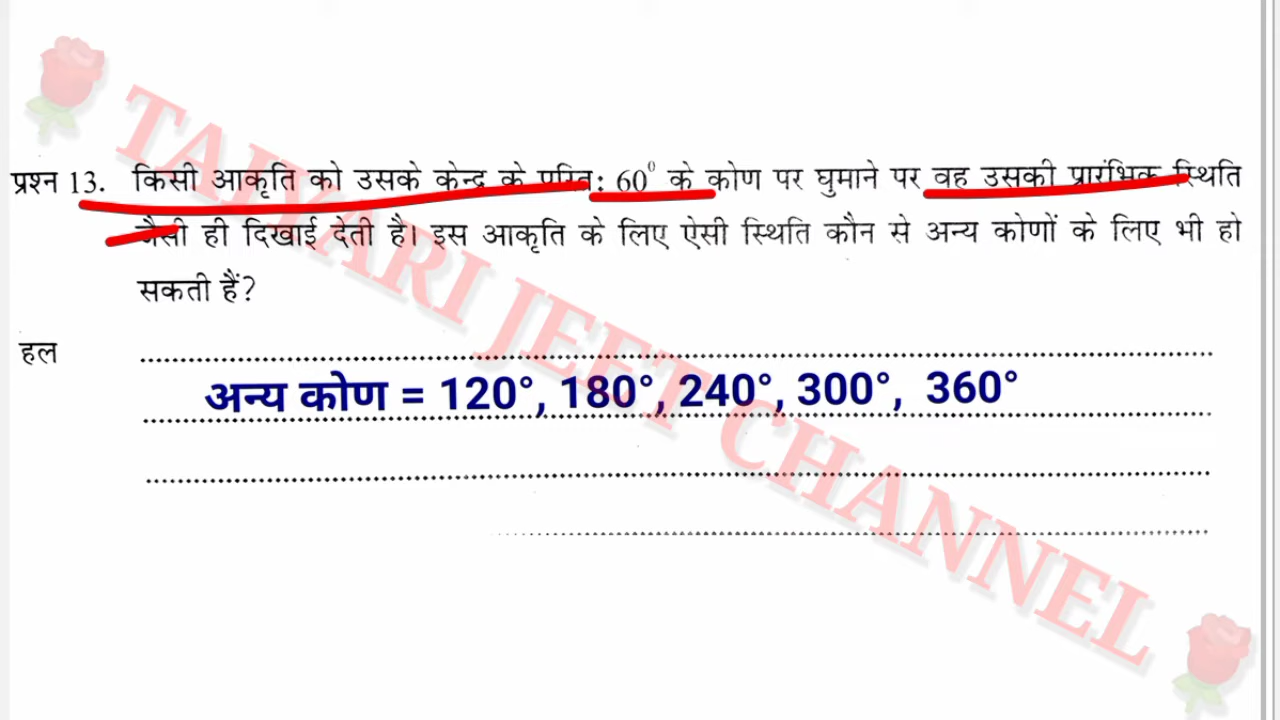 प्रश्न 13. किसी आकृति को उसके केन्द्र के परित: 60⁰ के कोण पर घुमाने पर वह उसकी प्रारंभिक स्थिति
जैसी ही दिखाई देती है। इस आकृति के लिए ऐसी स्थिति कौन से अन्य कोणों के लिए भी हो
सकती हैं?
हल
अन्य कोण = 120°, 180°, 240°, 300°, 360°
TAIYARI JEET CHANNEL